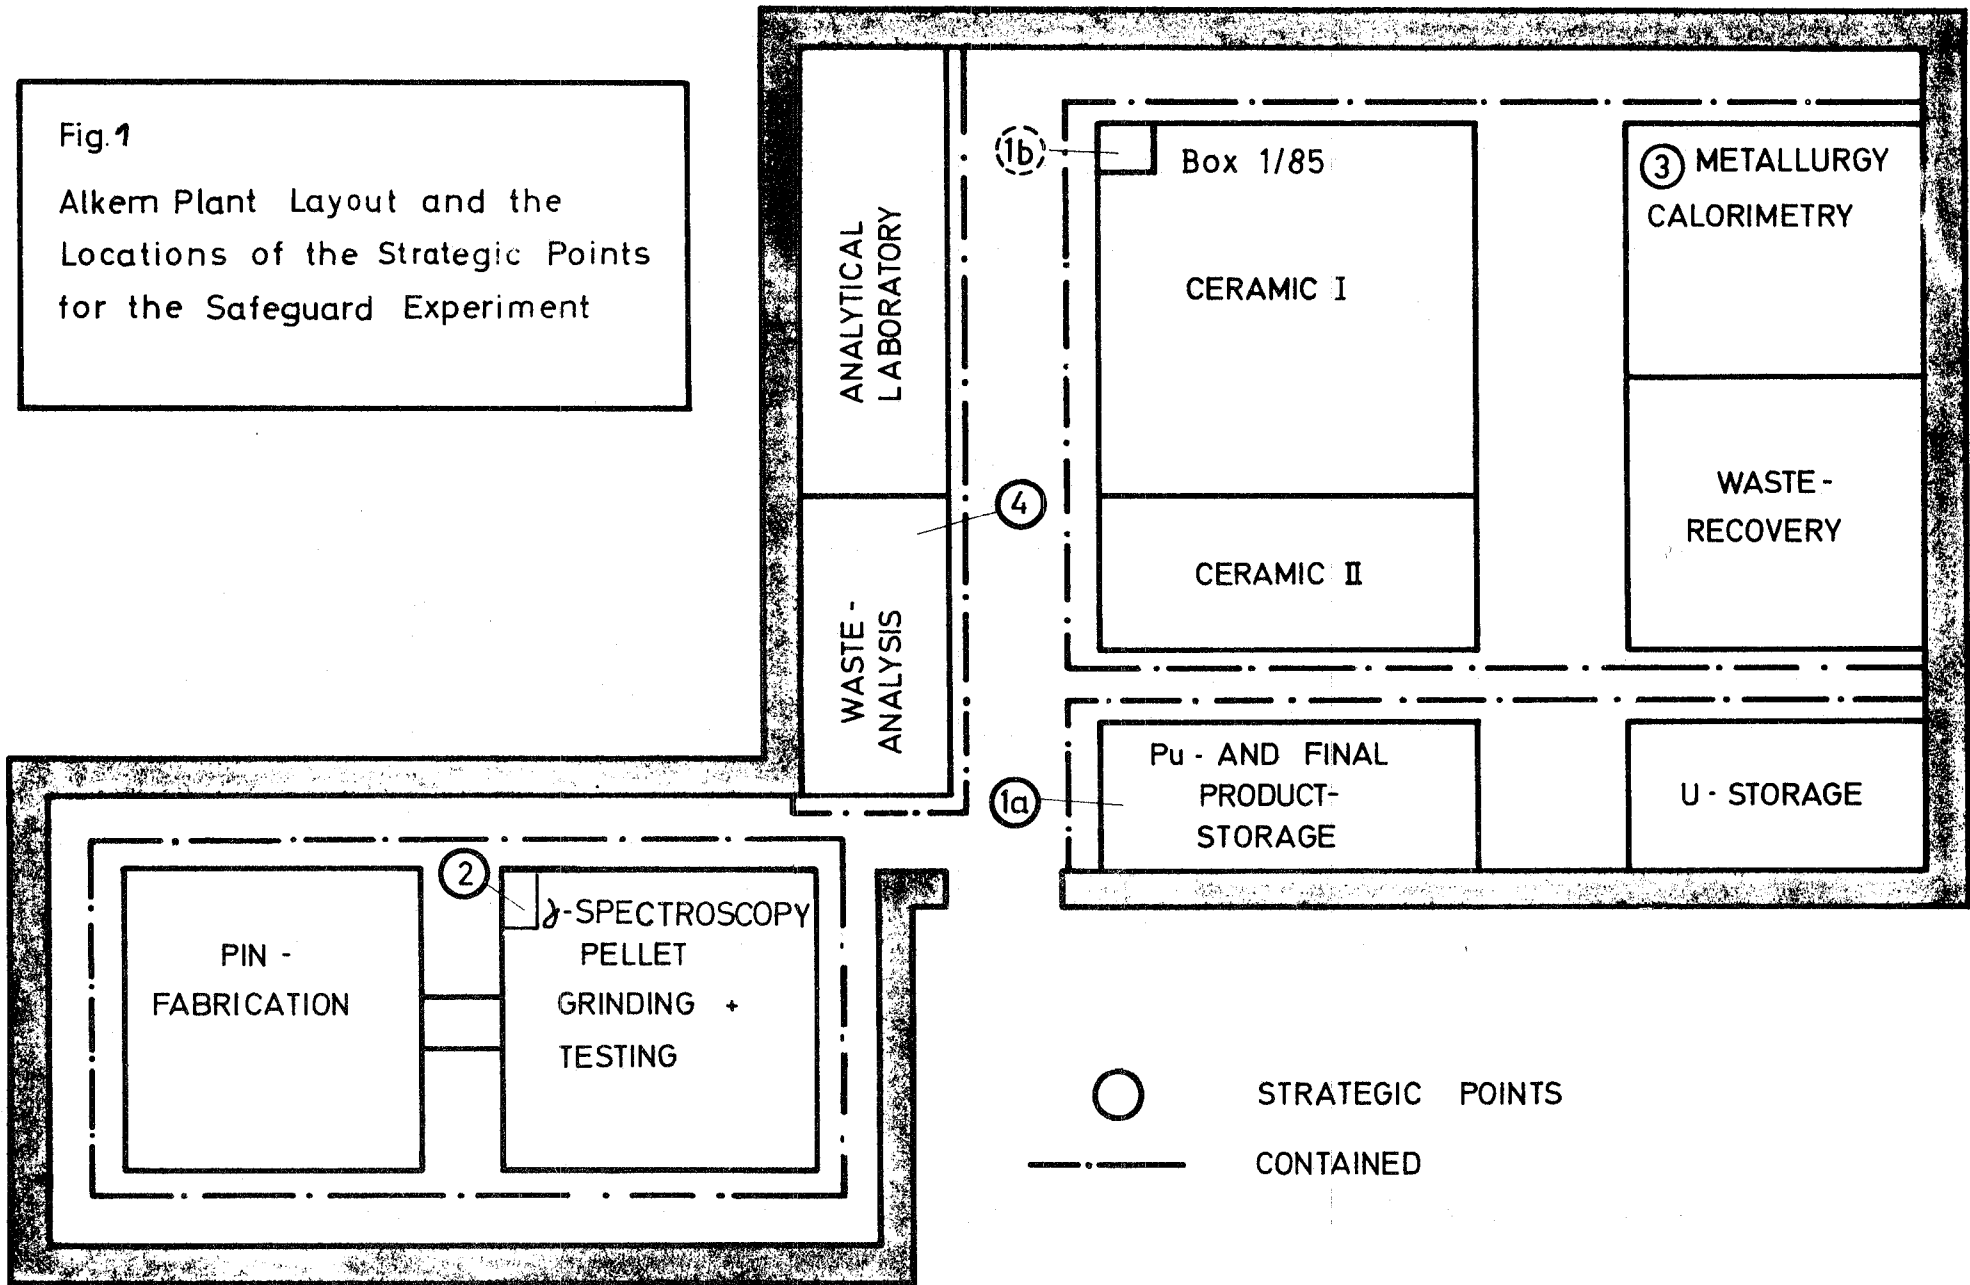 Fig.1
Alkem Plant Layout and the
Locations of the Strategic Points
for the Safeguard Experiment
ANALYTICAL
LABORATORY
WASTE-
ANALYSIS
1b
Box 1/85
CERAMIC I
CERAMIC II
3 METALLURGY
CALORIMETRY
WASTE-
RECOVERY
4
1a
Pu - AND FINAL
PRODUCT-
STORAGE
U - STORAGE
2
γ-SPECTROSCOPY
PELLET
GRINDING +
TESTING
PIN -
FABRICATION
STRATEGIC POINTS
CONTAINED